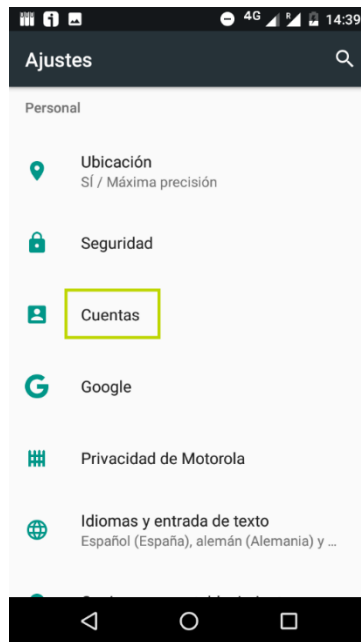 4G R 14:39
Ajustes
Personal
Ubicación
SÍ / Máxima precisión
Seguridad
Cuentas
Google
Privacidad de Motorola
Idiomas y entrada de texto
Español (España), alemán (Alemania) y ...